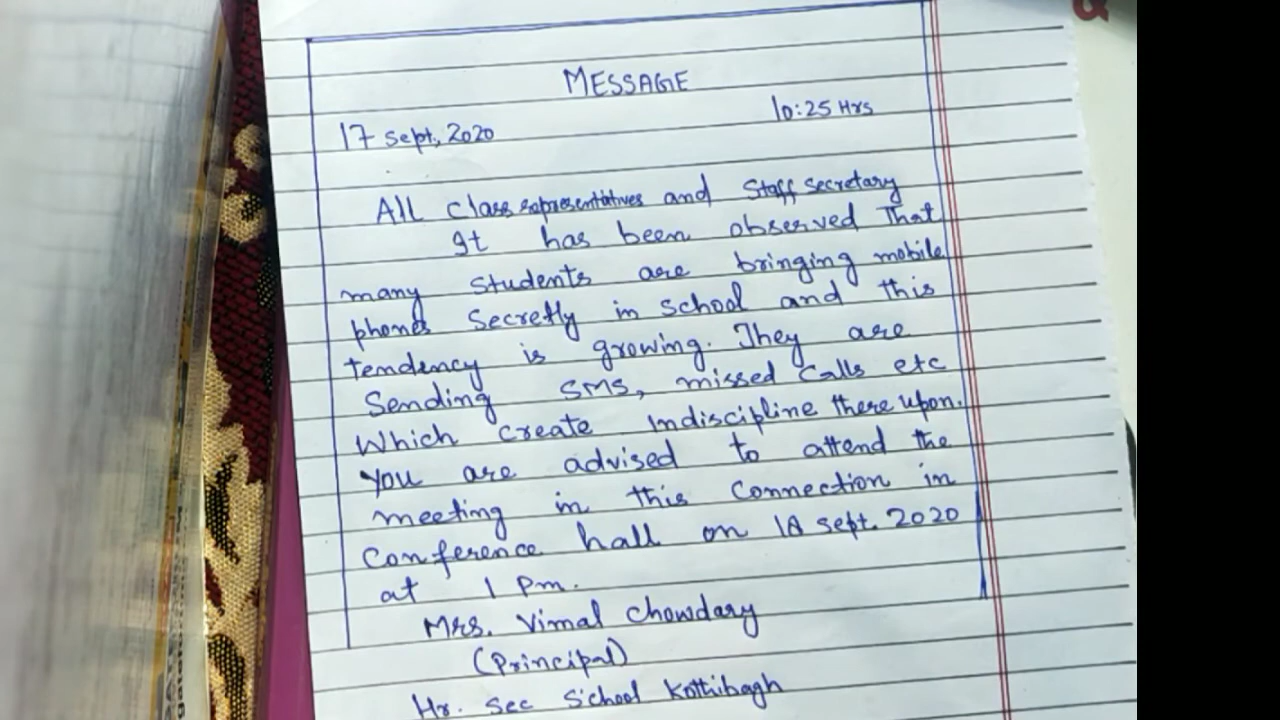 MESSAGE
10:25 Hrs
17 Sept, 2020
All Class representatives and Staff secretary
It has been observed That
many students are bringing mobile
phones Secretly in School and this
tendency is growing. They are
Sending SMS, missed Calls etc
Which create Indiscipline there upon.
You are advised to attend the
meeting in this Connection in
Conference hall on 18 sept. 2020
at 1 Pm.
Mrs. Vimal Chowdary
(Principal)
Hr. Sec School Kothibagh